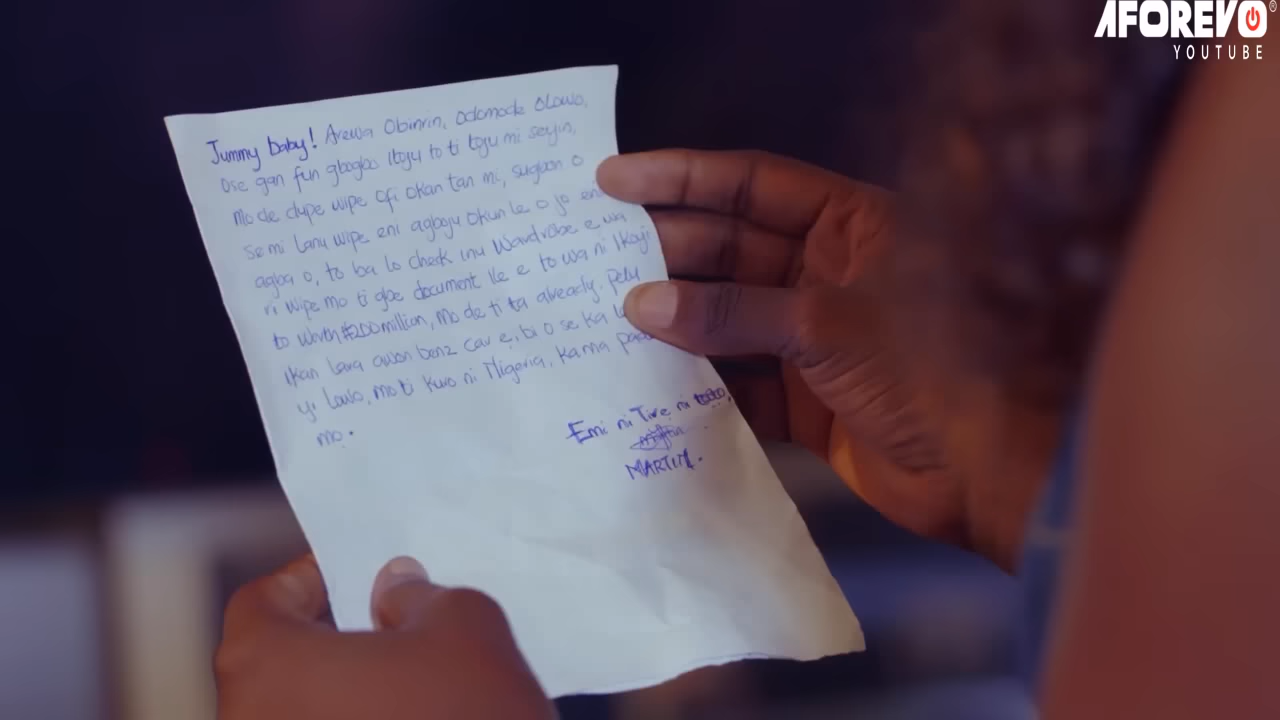 AFOREVO
YOUTUBE
Jummy baby! Arewa Obinrin, Odomode Olowo,
Ose gan fun gbogbo itoju to ti toju mi seyin,
Mo de dupe wipe Ofi Okan tan mi, sugbon o
se mi lanu wipe eni agboju Okun le o jo eni
agba o, to ba lo check inu Wardrobe e wa
ri wipe mo ti gbe document ile e to wa ni Ikoyi
to worth $200million, mo de ti ta already, pelu
ikan lara awon benz car e, bi o se ka
yi lowo, mo ti kuro ni Nigeria, kama
mo.
Emi ni Tire ni
MARTIN.